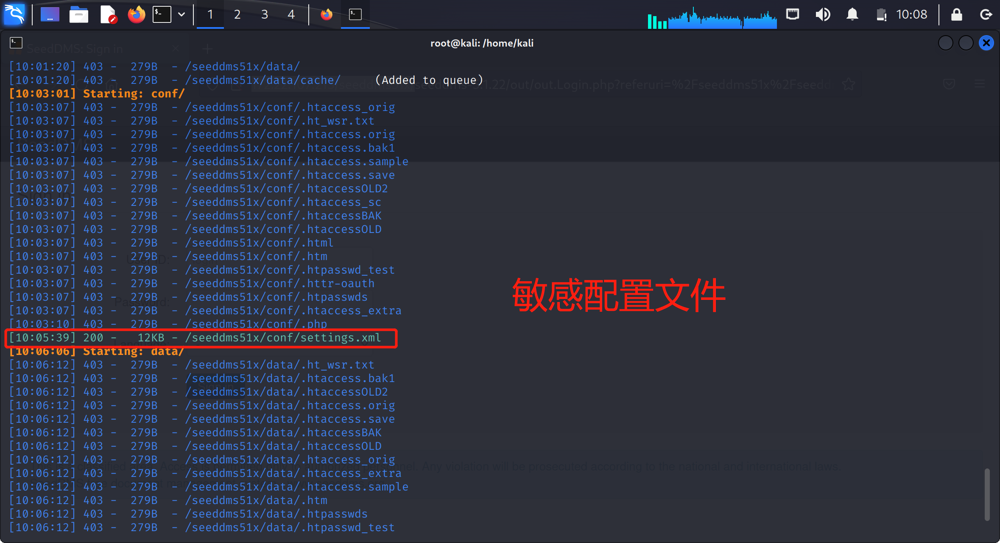 1 2 3 4 10:08
root@kali: /home/kali
SeedDMS: Sign in
[10:01:20] 403 - 279B - /seeddms51x/data/
[10:01:20] 403 - 279B - /seeddms51x/data/cache/ (Added to queue)
[10:03:01] Starting: conf/
[10:03:07] 403 - 279B - /seeddms51x/conf/.htaccess_orig
[10:03:07] 403 - 279B - /seeddms51x/conf/.ht_wsr.txt
[10:03:07] 403 - 279B - /seeddms51x/conf/.htaccess.orig
[10:03:07] 403 - 279B - /seeddms51x/conf/.htaccess.bak1
[10:03:07] 403 - 279B - /seeddms51x/conf/.htaccess.sample
[10:03:07] 403 - 279B - /seeddms51x/conf/.htaccess.save
[10:03:07] 403 - 279B - /seeddms51x/conf/.htaccessOLD2
[10:03:07] 403 - 279B - /seeddms51x/conf/.htaccess_sc
[10:03:07] 403 - 279B - /seeddms51x/conf/.htaccessBAK
[10:03:07] 403 - 279B - /seeddms51x/conf/.htaccessOLD
[10:03:07] 403 - 279B - /seeddms51x/conf/.html
[10:03:07] 403 - 279B - /seeddms51x/conf/.htm
[10:03:07] 403 - 279B - /seeddms51x/conf/.htpasswd_test
[10:03:07] 403 - 279B - /seeddms51x/conf/.httr-oauth
[10:03:07] 403 - 279B - /seeddms51x/conf/.htpasswds
[10:03:07] 403 - 279B - /seeddms51x/conf/.htaccess_extra
[10:03:10] 403 - 279B - /seeddms51x/conf/.php
[10:05:39] 200 - 12KB - /seeddms51x/conf/settings.xml
敏感配置文件
[10:06:06] Starting: data/
[10:06:12] 403 - 279B - /seeddms51x/data/.ht_wsr.txt
[10:06:12] 403 - 279B - /seeddms51x/data/.htaccess.bak1
[10:06:12] 403 - 279B - /seeddms51x/data/.htaccessOLD2
[10:06:12] 403 - 279B - /seeddms51x/data/.htaccess.orig
[10:06:12] 403 - 279B - /seeddms51x/data/.htaccess.save
[10:06:12] 403 - 279B - /seeddms51x/data/.htaccessBAK
[10:06:12] 403 - 279B - /seeddms51x/data/.htaccessOLD
[10:06:12] 403 - 279B - /seeddms51x/data/.htaccess_orig
[10:06:12] 403 - 279B - /seeddms51x/data/.htaccess_extra
[10:06:12] 403 - 279B - /seeddms51x/data/.htaccess.sample
[10:06:12] 403 - 279B - /seeddms51x/data/.htm
[10:06:12] 403 - 279B - /seeddms51x/data/.htpasswds
[10:06:12] 403 - 279B - /seeddms51x/data/.htpasswd_test